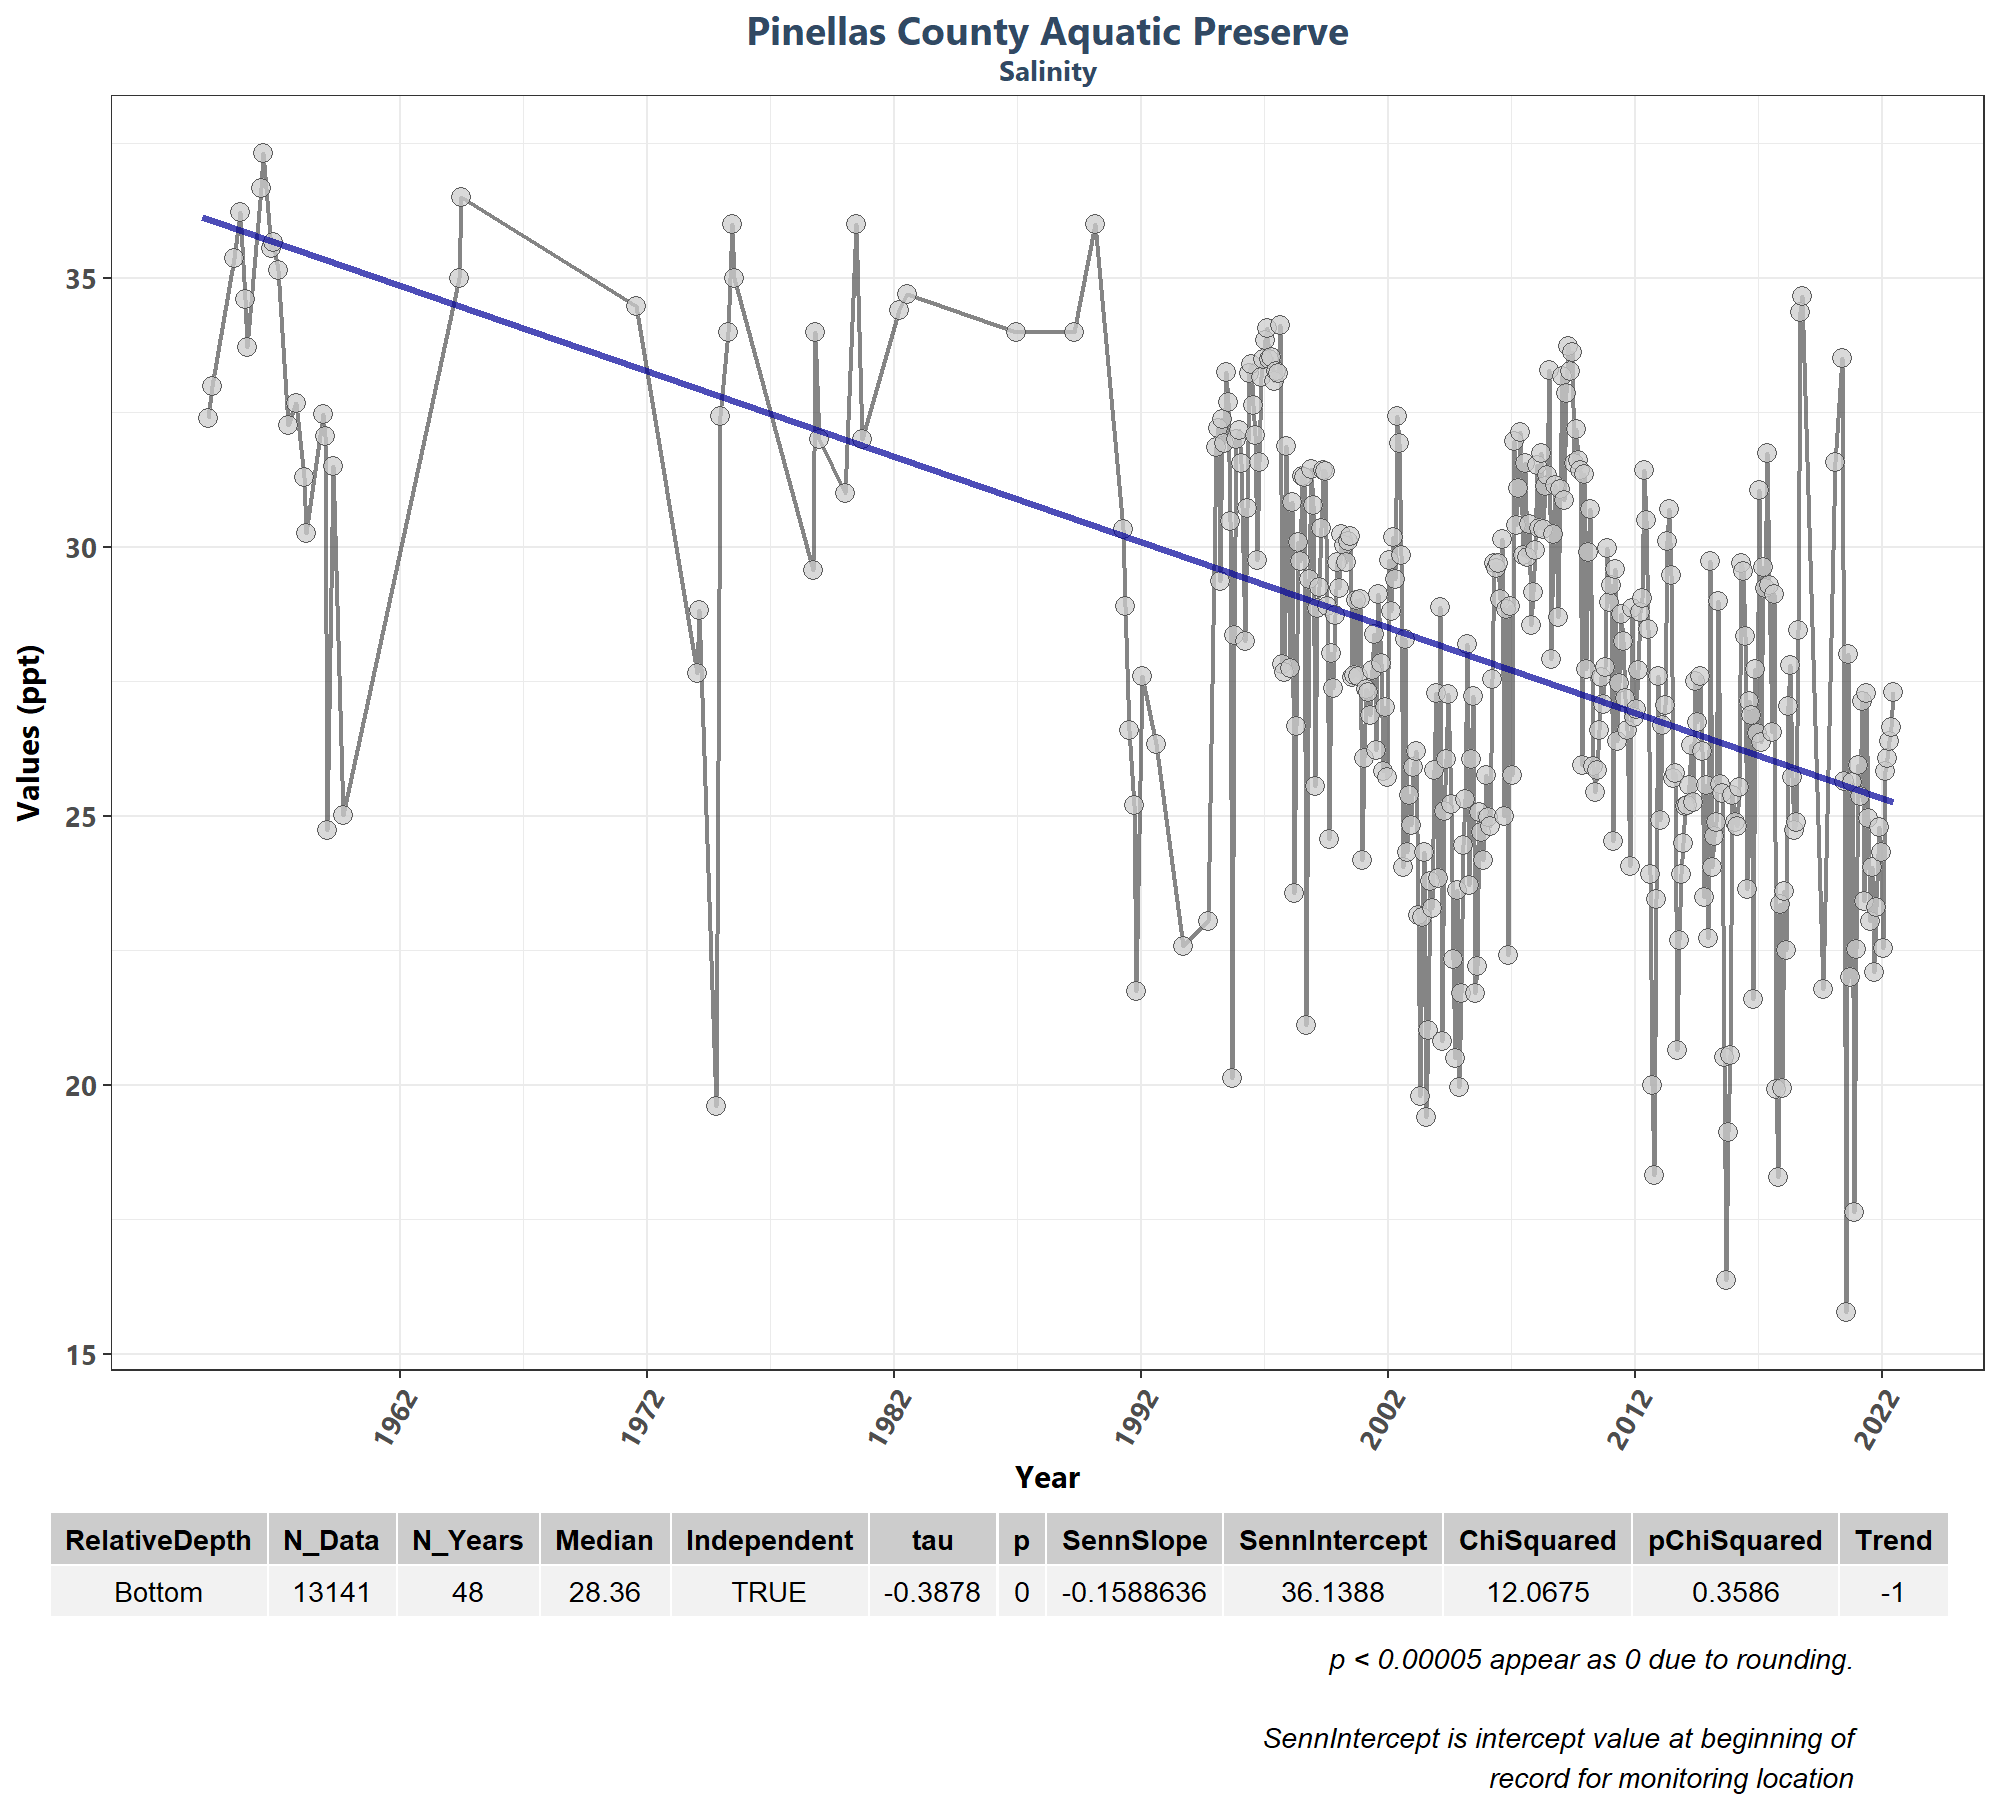 Pinellas County Aquatic Preserve
Salinity
Values (ppt)
35
30
25
20
15
1962 1972 1982 1992 2002 2012 2022
Year
RelativeDepth N_Data N_Years Median Independent tau p SennSlope SennIntercept ChiSquared pChiSquared Trend
Bottom 13141 48 28.36 TRUE -0.3878 0 -0.1588636 36.1388 12.0675 0.3586 -1
p < 0.00005 appear as 0 due to rounding.
SennIntercept is intercept value at beginning of
record for monitoring location